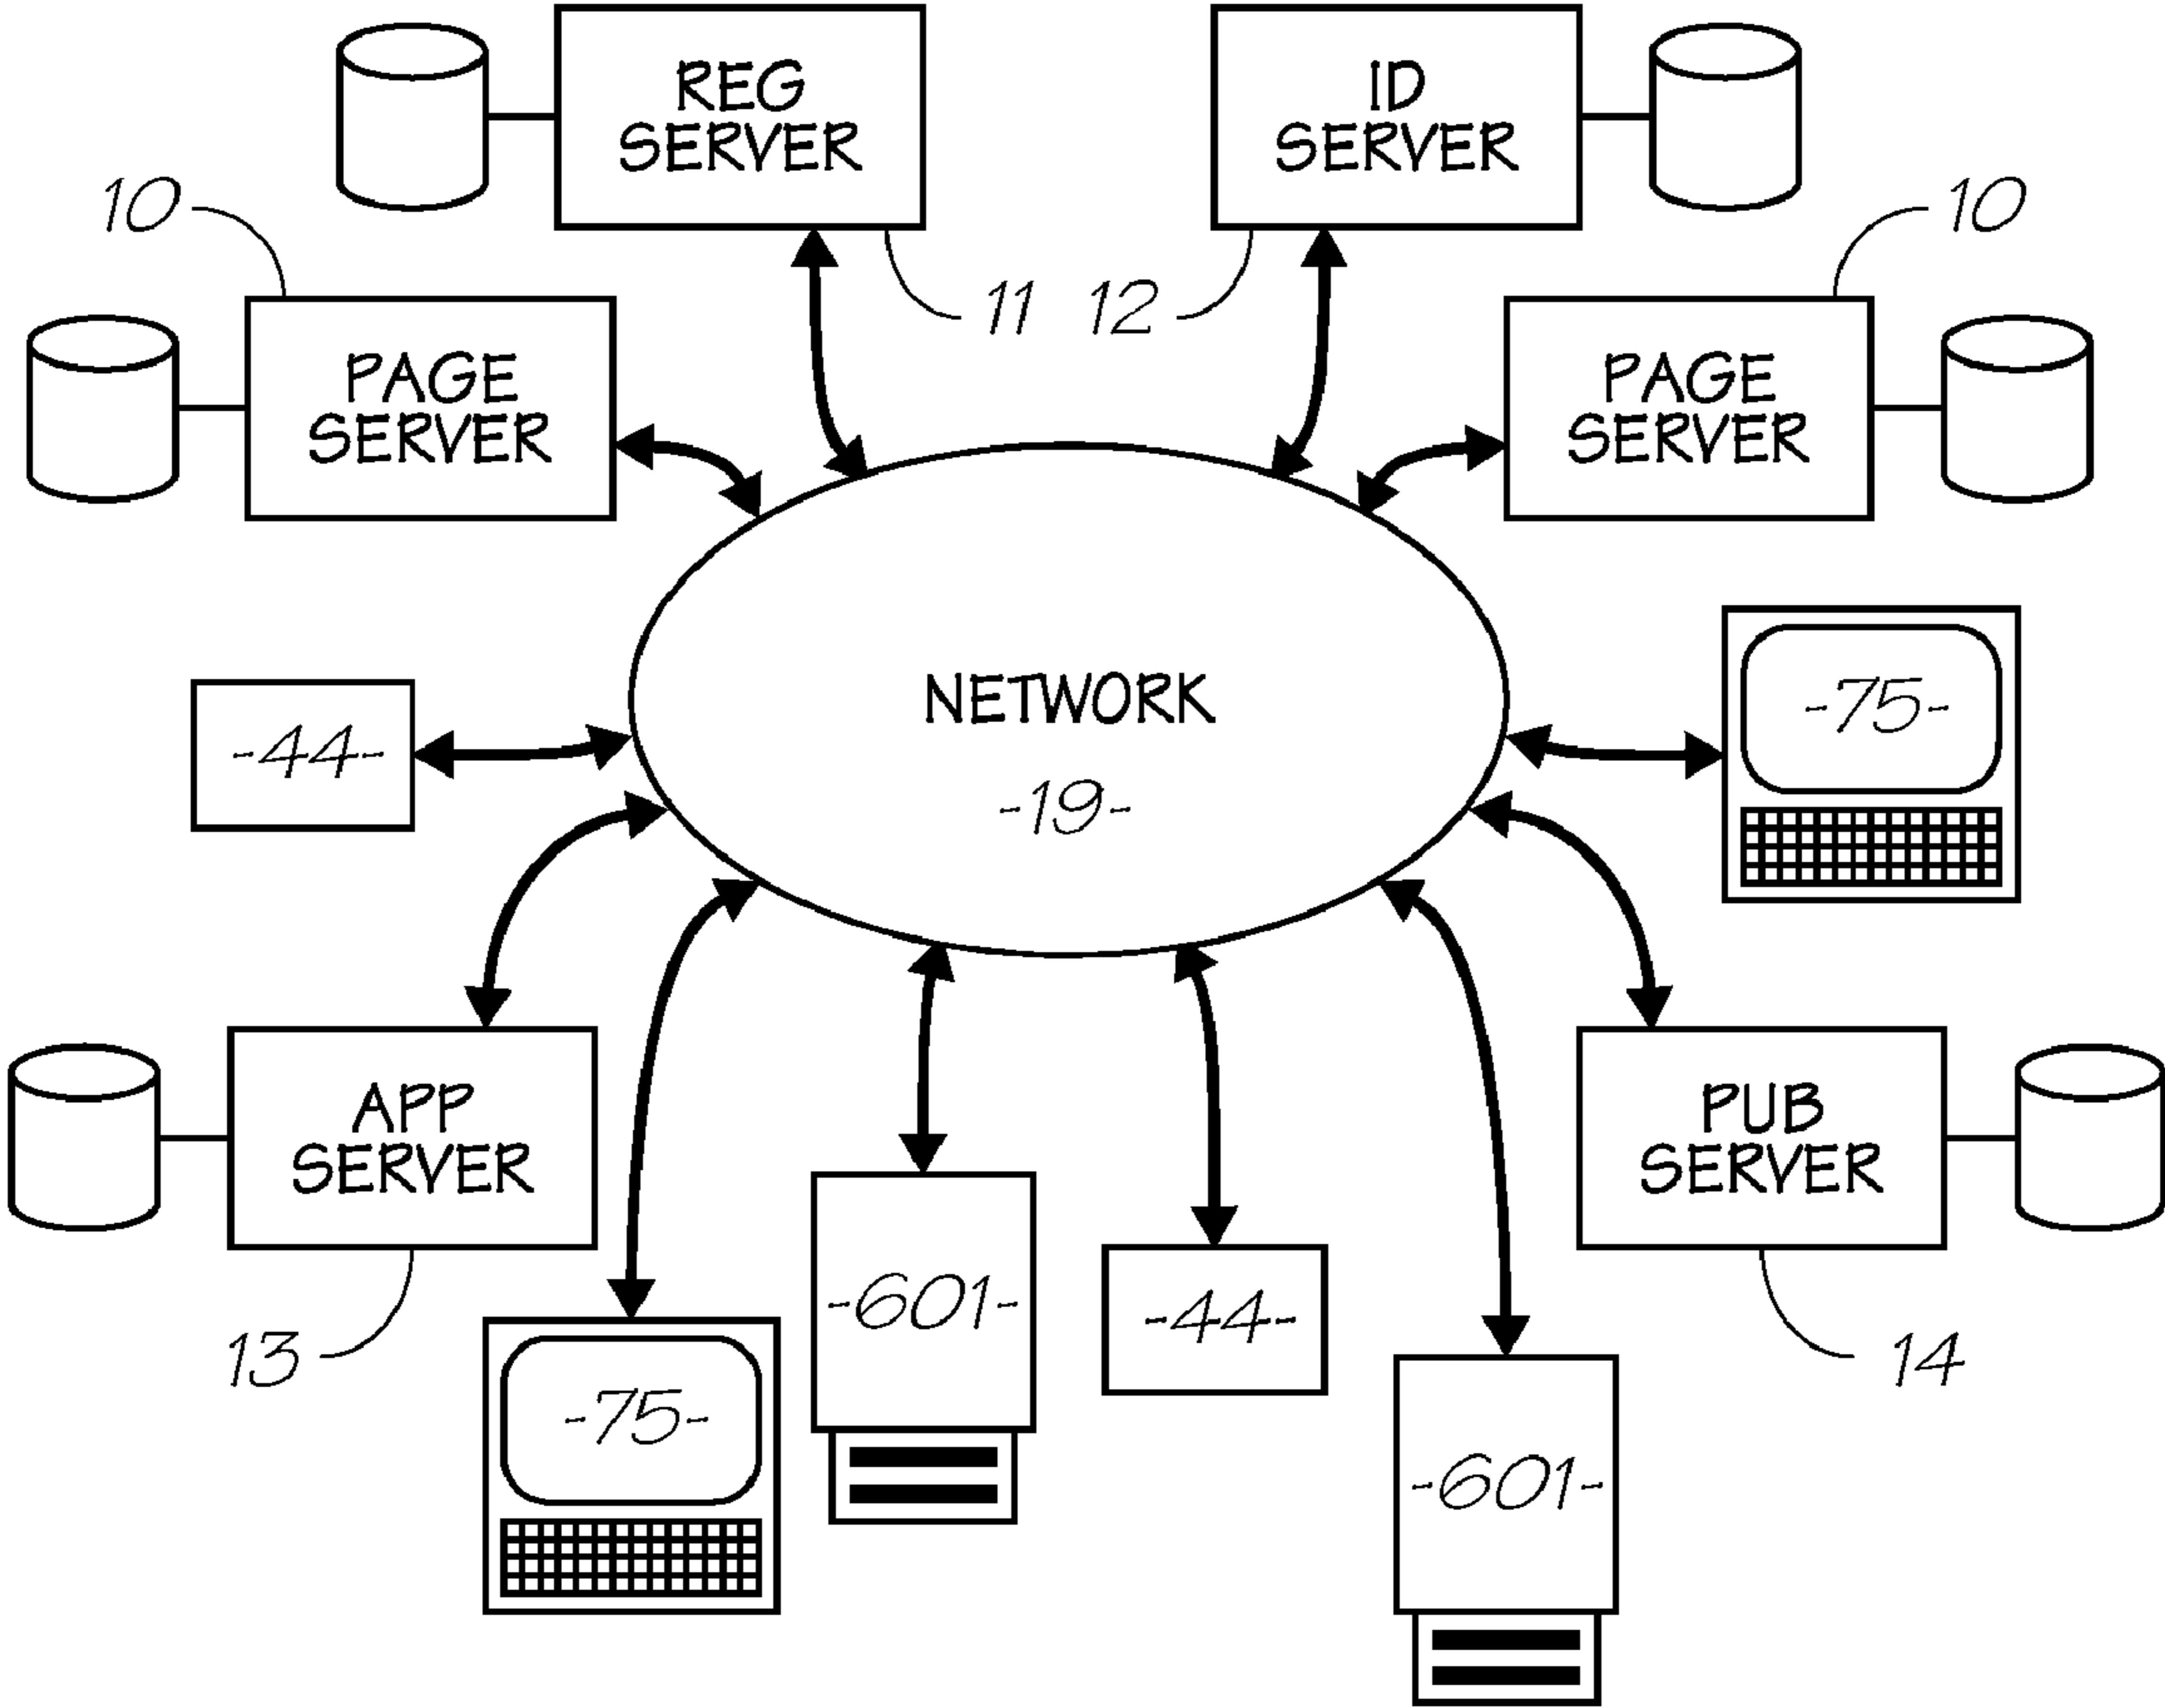 REG
SERVER
ID
SERVER
10
10
11
12
PAGE
SERVER
PAGE
SERVER
NETWORK
-19-
-75-
-44-
APP
SERVER
PUB
SERVER
-601-
-44-
13
14
-75-
-601-